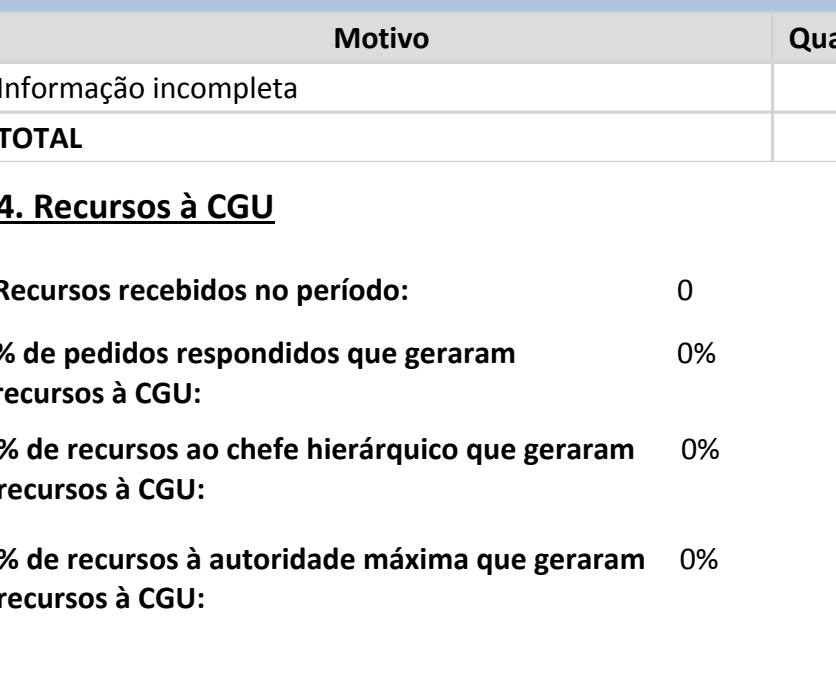 Motivo Qua
Informação incompleta
TOTAL
4. Recursos à CGU
Recursos recebidos no período: 0
% de pedidos respondidos que geraram 0%
recursos à CGU:
% de recursos ao chefe hierárquico que geraram 0%
recursos à CGU:
% de recursos à autoridade máxima que geraram 0%
recursos à CGU: